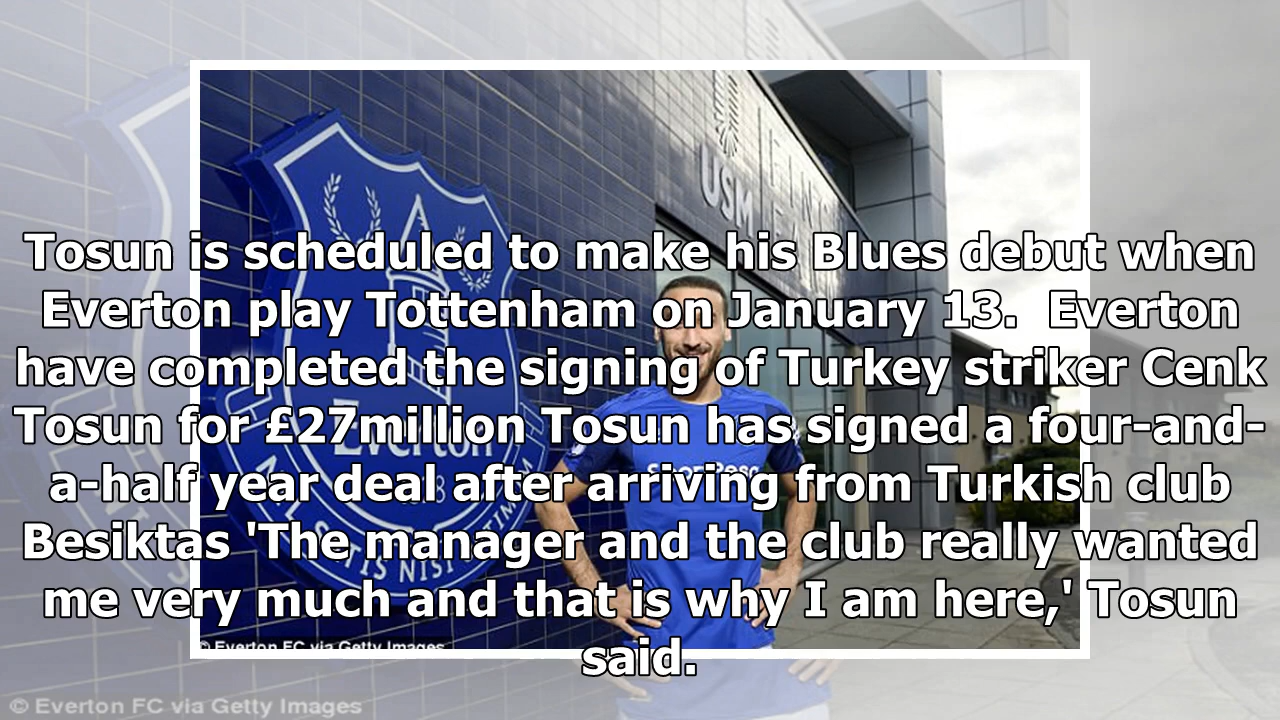 USM
Tosun is scheduled to make his Blues debut when
Everton play Tottenham on January 13.  Everton
have completed the signing of Turkey striker Cenk
Tosun for £27million Tosun has signed a four-and-
a-half year deal after arriving from Turkish club
Besiktas 'The manager and the club really wanted
me very much and that is why I am here,' Tosun
said.
Everton
© Everton FC via Getty Images
© Everton FC via Getty Images